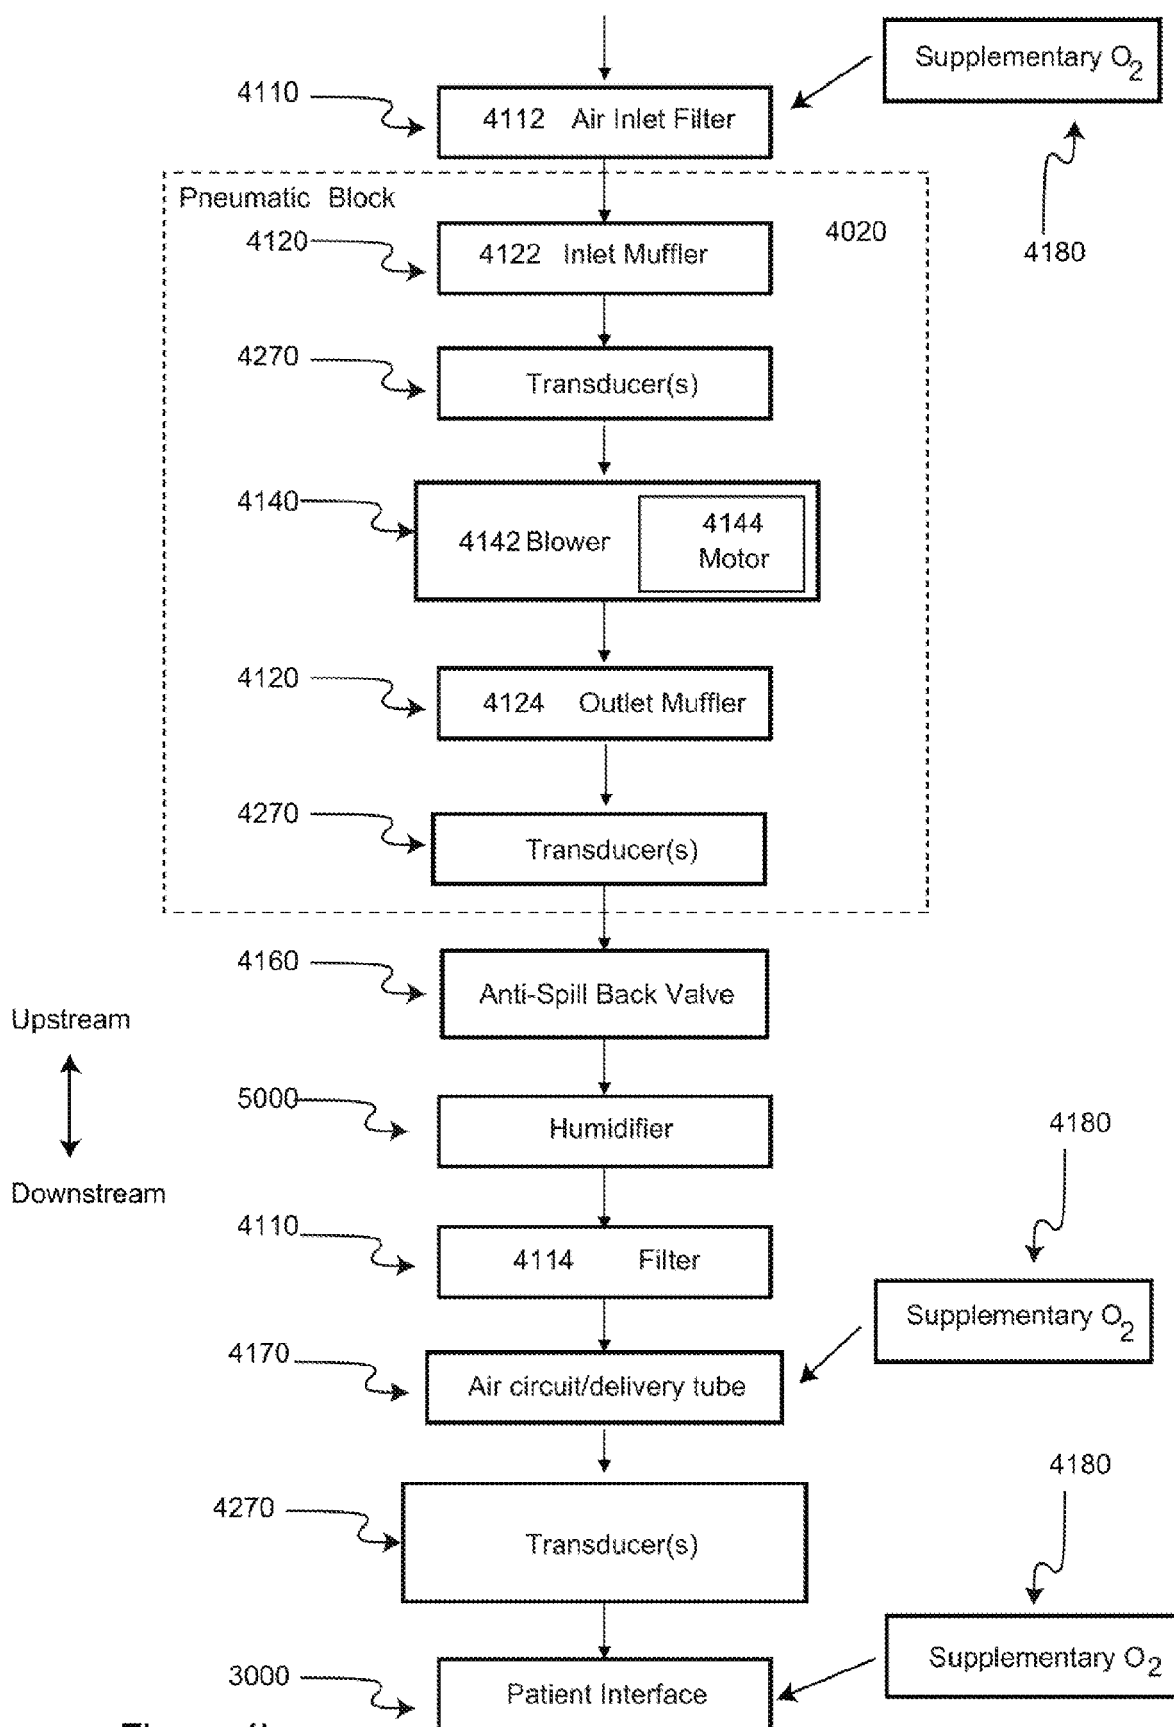 Supplementary O2
4110
4112 Air Inlet Filter
4180
Pneumatic Block
4020
4120
4122 Inlet Muffler
4270
Transducer(s)
4140
4142 Blower
4144
Motor
4120
4124 Outlet Muffler
4270
Transducer(s)
4160
Anti-Spill Back Valve
Upstream
Downstream
5000
Humidifier
4180
4110
4114 Filter
Supplementary O2
4170
Air circuit/delivery tube
4180
4270
Transducer(s)
Supplementary O2
3000
Patient Interface